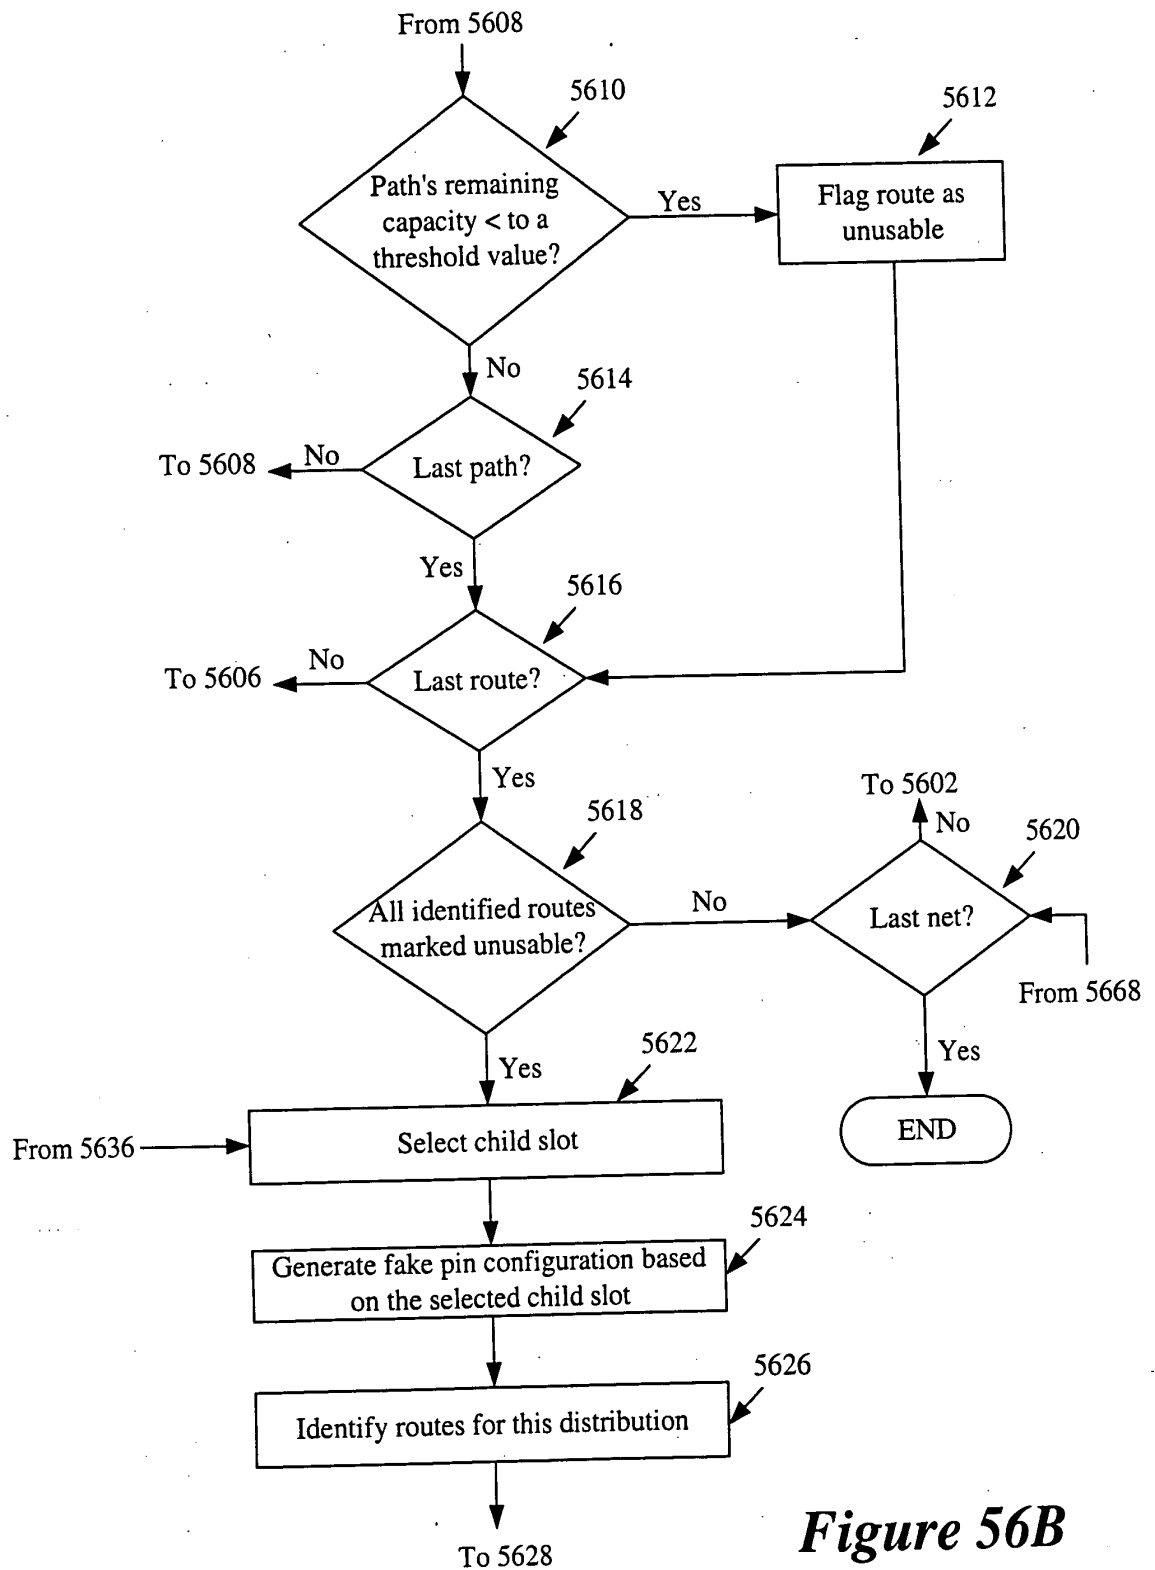 From 5608
5610
5612
Path's remaining
capacity < to a
threshold value?
Yes
Flag route as
unusable
No
5614
To 5608
No
Last path?
Yes
5616
To 5606
No
Last route?
Yes
To 5602
No
5618
5620
All identified routes
marked unusable?
No
Last net?
From 5668
Yes
Yes
5622
END
From 5636
Select child slot
5624
Generate fake pin configuration based
on the selected child slot
5626
Identify routes for this distribution
To 5628
Figure 56B